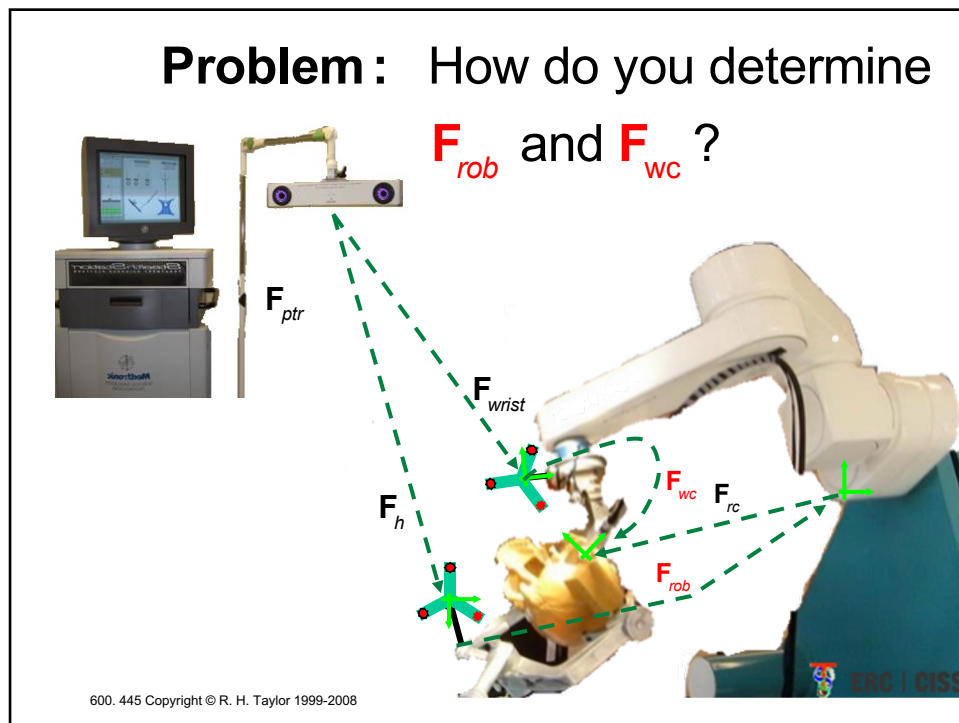 Problem: How do you determine
F_rob and F_wc ?
F_ptr
F_wrist
F_h
F_wc
F_rc
F_rob
600. 445 Copyright © R. H. Taylor 1999-2008
ERC | CISS